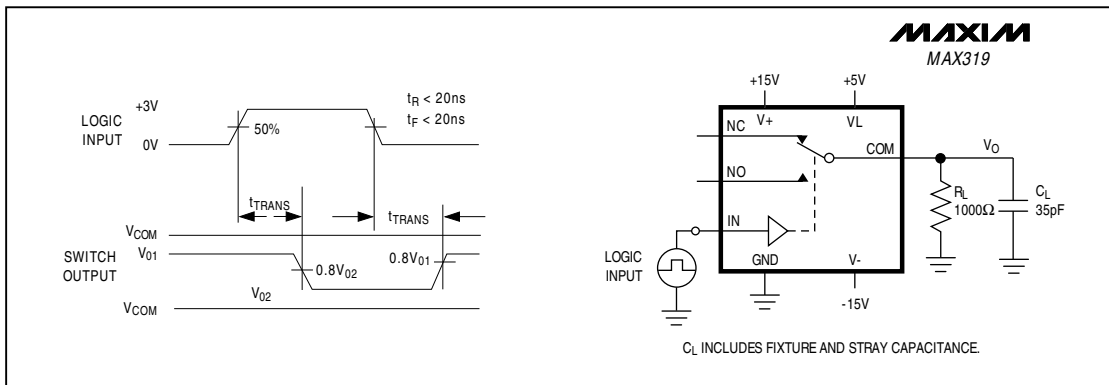 MAXIM
MAX319
LOGIC
INPUT
+3V
0V
50%
tR < 20ns
tF < 20ns
tTRANS
tTRANS
VCOM
SWITCH
OUTPUT
V01
0.8V02
0.8V01
V02
VCOM
+15V
+5V
V+
VL
NC
COM
VO
NO
RL
1000Ω
CL
35pF
IN
LOGIC
INPUT
GND
V-
-15V
CL INCLUDES FIXTURE AND STRAY CAPACITANCE.